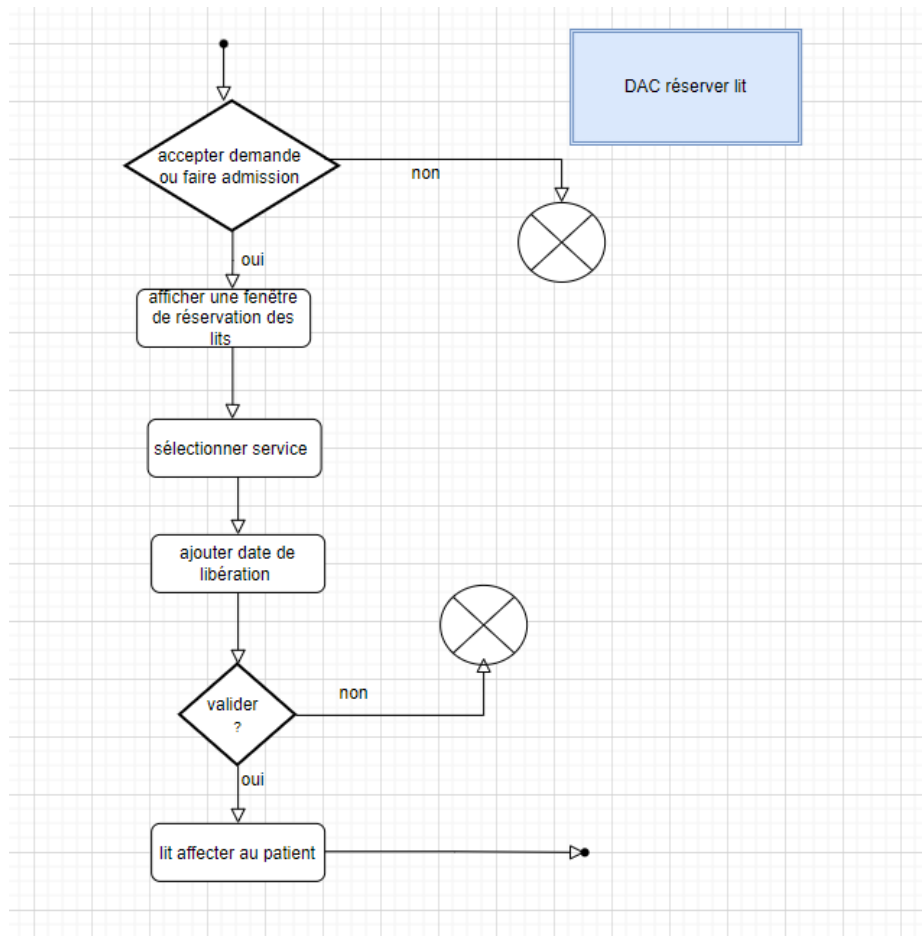 DAC réserver lit
accepter demande
ou faire admission
non
oui
afficher une fenêtre
de réservation des
lits
sélectionner service
ajouter date de
libération
valider
?
non
oui
lit affecter au patient